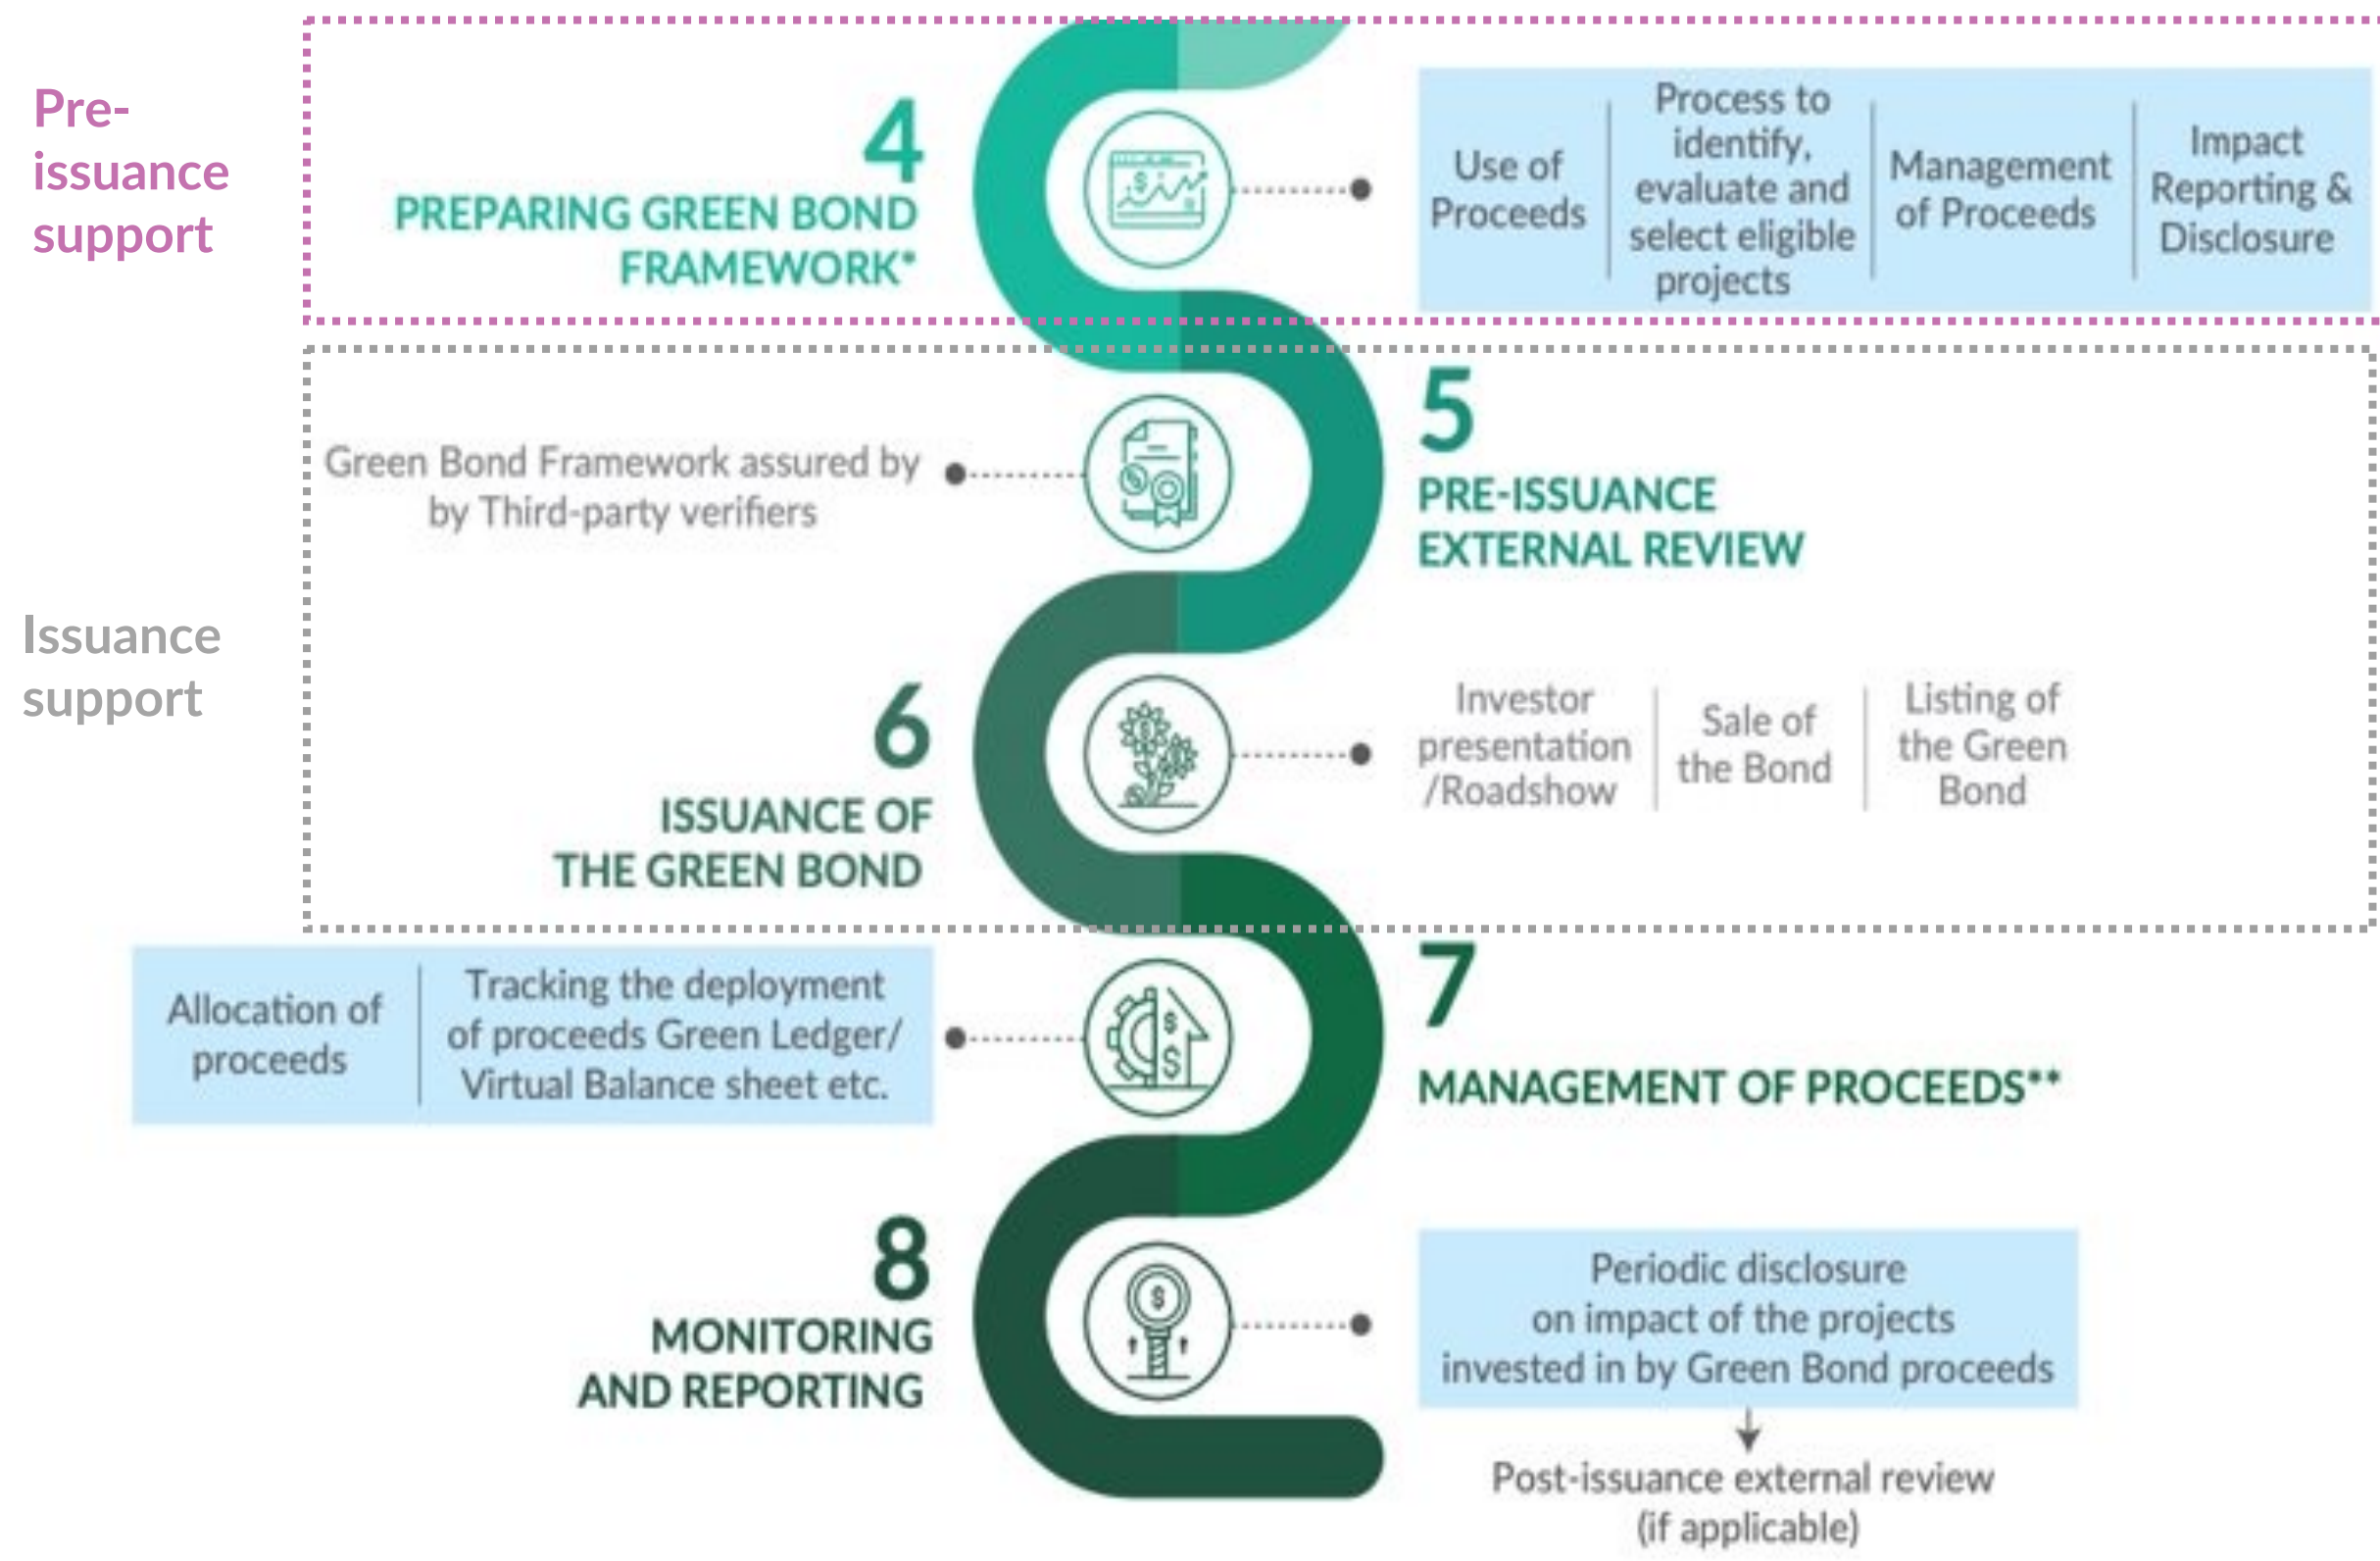 Pre-
issuance
support
4
PREPARING GREEN BOND
FRAMEWORK*
Use of
Proceeds
Process to
identify,
evaluate and
select eligible
projects
Management
of Proceeds
Impact
Reporting &
Disclosure
Issuance
support
Green Bond Framework assured by
by Third-party verifiers
5
PRE-ISSUANCE
EXTERNAL REVIEW
6
ISSUANCE OF
THE GREEN BOND
Investor
presentation
/Roadshow
Sale of
the Bond
Listing of
the Green
Bond
Allocation of
proceeds
Tracking the deployment
of proceeds Green Ledger/
Virtual Balance sheet etc.
7
MANAGEMENT OF PROCEEDS**
8
MONITORING
AND REPORTING
Periodic disclosure
on impact of the projects
invested in by Green Bond proceeds
Post-issuance external review
(if applicable)